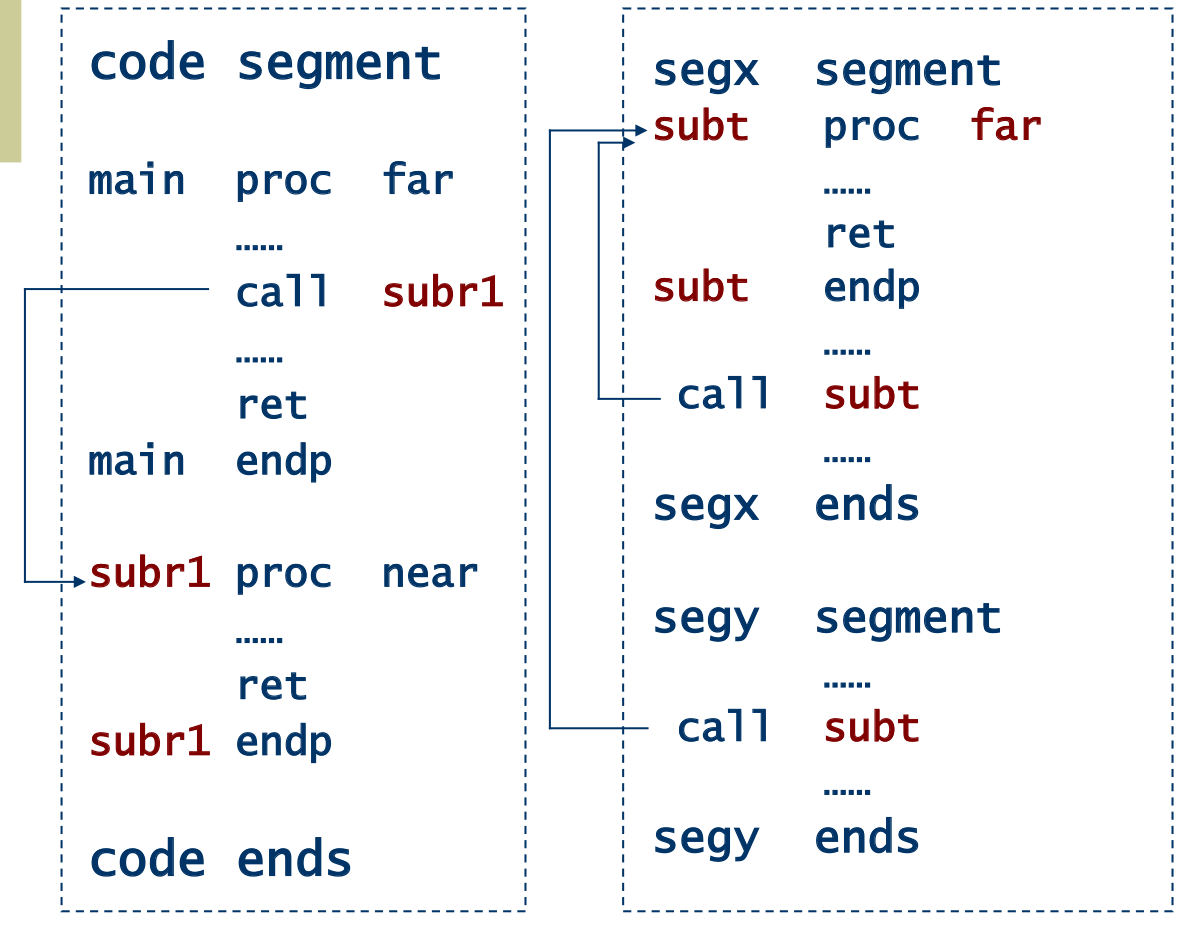 code segment
main proc far
……
call subr1
……
ret
main endp
subr1 proc near
……
ret
subr1 endp
code ends
segx segment
subt proc far
……
ret
subt endp
……
call subt
……
segx ends
segy segment
……
call subt
……
segy ends